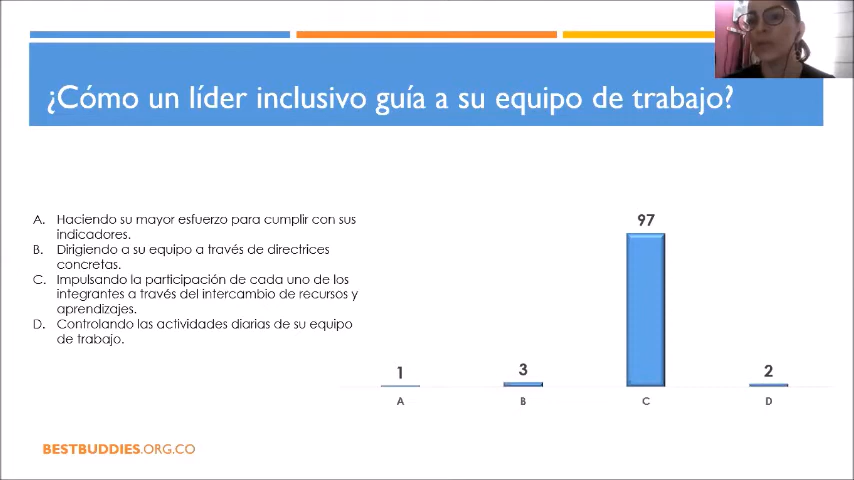 ¿Cómo un líder inclusivo guía a su equipo de trabajo?
A. Haciendo su mayor esfuerzo para cumplir con sus
indicadores.
B. Dirigiendo a su equipo a través de directrices
concretas.
C. Impulsando la participación de cada uno de los
integrantes a través del intercambio de recursos y
aprendizajes.
D. Controlando las actividades diarias de su equipo
de trabajo.
1
3
97
2
A
B
C
D
BESTBUDDIES.ORG.CO